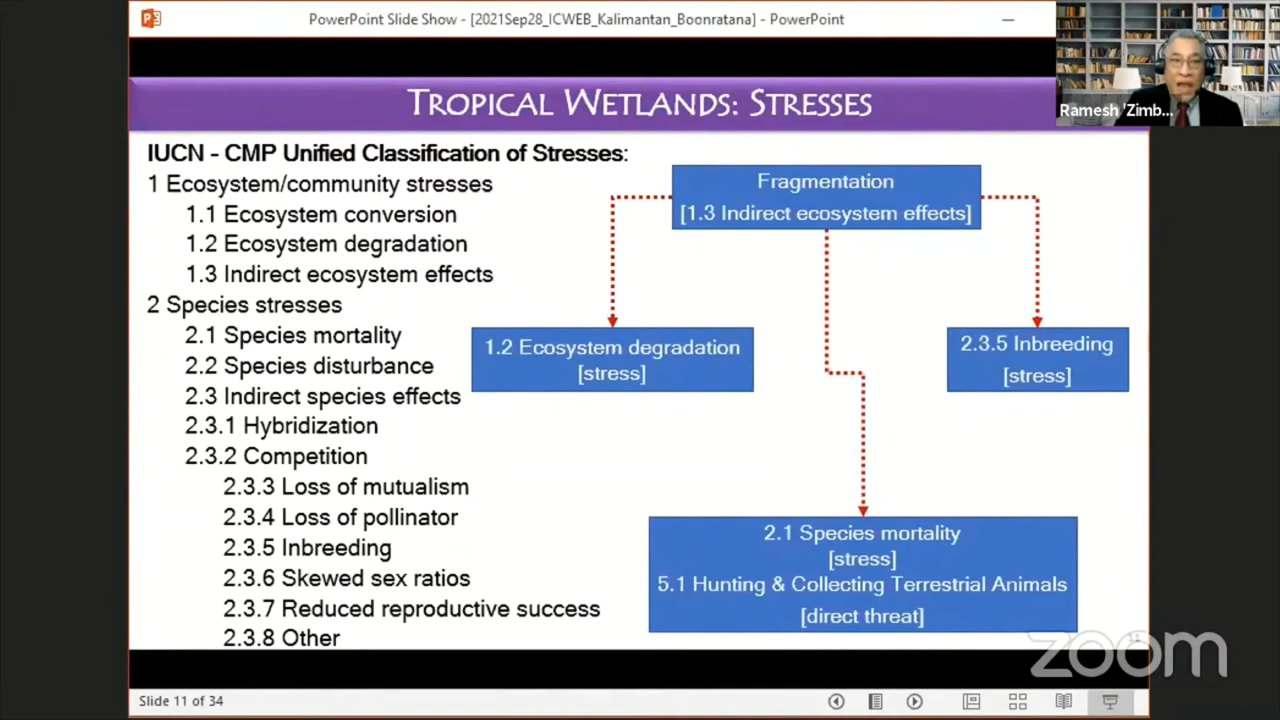 PowerPoint Slide Show - [2021Sep28_ICWEB_Kalimantan_Boonratana] - PowerPoint
Ramesh 'Zimb...
TROPICAL WETLANDS: STRESSES
IUCN - CMP Unified Classification of Stresses:
1 Ecosystem/community stresses
1.1 Ecosystem conversion
1.2 Ecosystem degradation
1.3 Indirect ecosystem effects
2 Species stresses
2.1 Species mortality
2.2 Species disturbance
2.3 Indirect species effects
2.3.1 Hybridization
2.3.2 Competition
2.3.3 Loss of mutualism
2.3.4 Loss of pollinator
2.3.5 Inbreeding
2.3.6 Skewed sex ratios
2.3.7 Reduced reproductive success
2.3.8 Other
Fragmentation
[1.3 Indirect ecosystem effects]
1.2 Ecosystem degradation
[stress]
2.3.5 Inbreeding
[stress]
2.1 Species mortality
[stress]
5.1 Hunting & Collecting Terrestrial Animals
[direct threat]
11
zoom
Slide 11 of 34